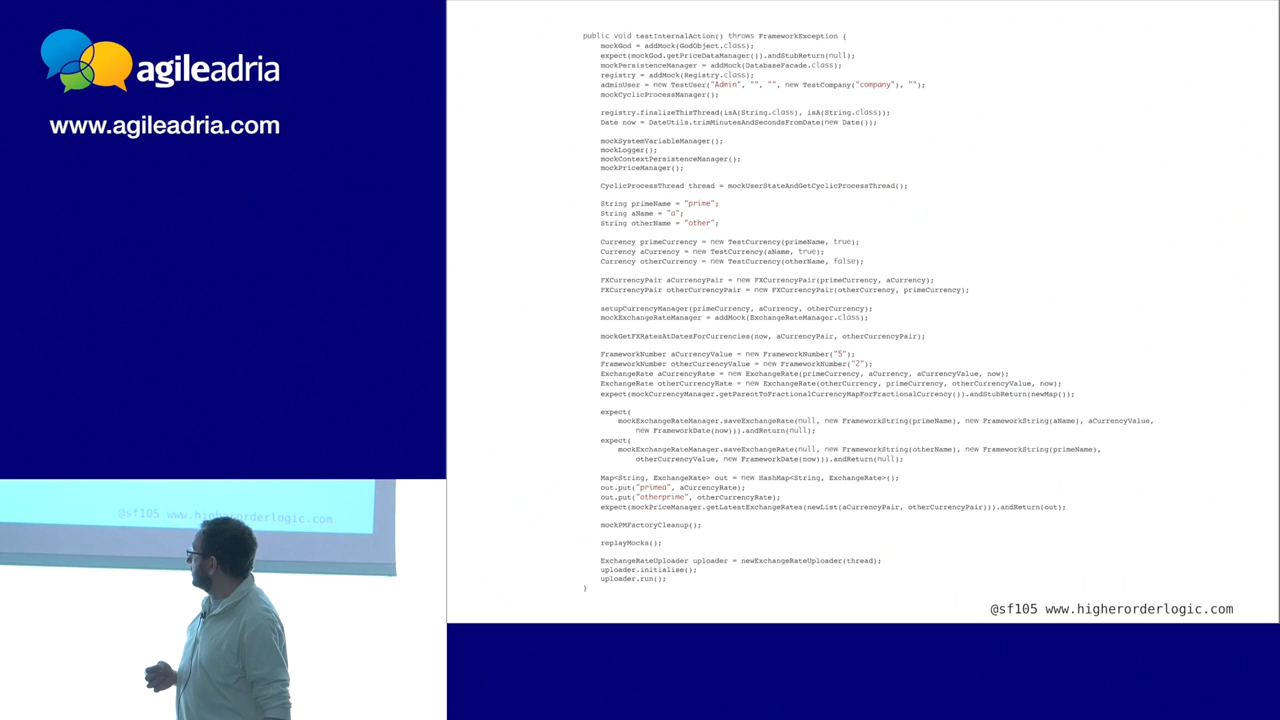 agileadria
www.agileadria.com
public void testInternalAction() throws FrameworkException {
mockGod = addMock(GodObject.class);
expect(mockGod.getPriceDataManager()).andStubReturn(null);
mockPersistenceManager = addMock(DatabaseFacade.class);
registry = addMock(Registry.class);
adminUser = new TestUser("Admin", "", "", new TestCompany("company"), "");
mockCyclicProcessManager();
registry.finalizeThisThread(isA(String.class), isA(String.class));
Date now = DateUtils.trimMinutesAndSecondsFromDate(new Date());
mockSystemVariableManager();
mockLogger();
mockContextPersistenceManager();
mockPriceManager();
CyclicProcessThread thread = mockUserStateAndGetCyclicProcessThread();
String primeName = "prime";
String aName = "a";
String otherName = "other";
Currency primeCurrency = new TestCurrency(primeName, true);
Currency aCurrency = new TestCurrency(aName, true);
Currency otherCurrency = new TestCurrency(otherName, false);
FXCurrencyPair aCurrencyPair = new FXCurrencyPair(primeCurrency, aCurrency);
FXCurrencyPair otherCurrencyPair = new FXCurrencyPair(otherCurrency, primeCurrency);
setupCurrencyManager(primeCurrency, aCurrency, otherCurrency);
mockExchangeRateManager = addMock(ExchangeRateManager.class);
mockGetFXRatesAtDatesForCurrencies(now, aCurrencyPair, otherCurrencyPair);
FrameworkNumber aCurrencyValue = new FrameworkNumber("5");
FrameworkNumber otherCurrencyValue = new FrameworkNumber("2");
ExchangeRate aCurrencyRate = new ExchangeRate(primeCurrency, aCurrency, aCurrencyValue, now);
ExchangeRate otherCurrencyRate = new ExchangeRate(otherCurrency, primeCurrency, otherCurrencyValue, now);
expect(mockCurrencyManager.getParentToFractionalCurrencyMapForFractionalCurrency()).andStubReturn(newMap());
expect(
mockExchangeRateManager.saveExchangeRate(null, new FrameworkString(primeName), new FrameworkString(aName), aCurrencyValue,
new FrameworkDate(now))).andReturn(null);
expect(
mockExchangeRateManager.saveExchangeRate(null, new FrameworkString(otherName), new FrameworkString(primeName),
otherCurrencyValue, new FrameworkDate(now))).andReturn(null);
Map<String, ExchangeRate> out = new HashMap<String, ExchangeRate>();
out.put("primea", aCurrencyRate);
out.put("otherprime", otherCurrencyRate);
expect(mockPriceManager.getLatestExchangeRates(newList(aCurrencyPair, otherCurrencyPair))).andReturn(out);
mockPMFactoryCleanup();
replayMocks();
ExchangeRateUploader uploader = newExchangeRateUploader(thread);
uploader.initialise();
uploader.run();
}
@sf105 www.higherorderlogic.com
@sf105 www.higherorderlogic.com